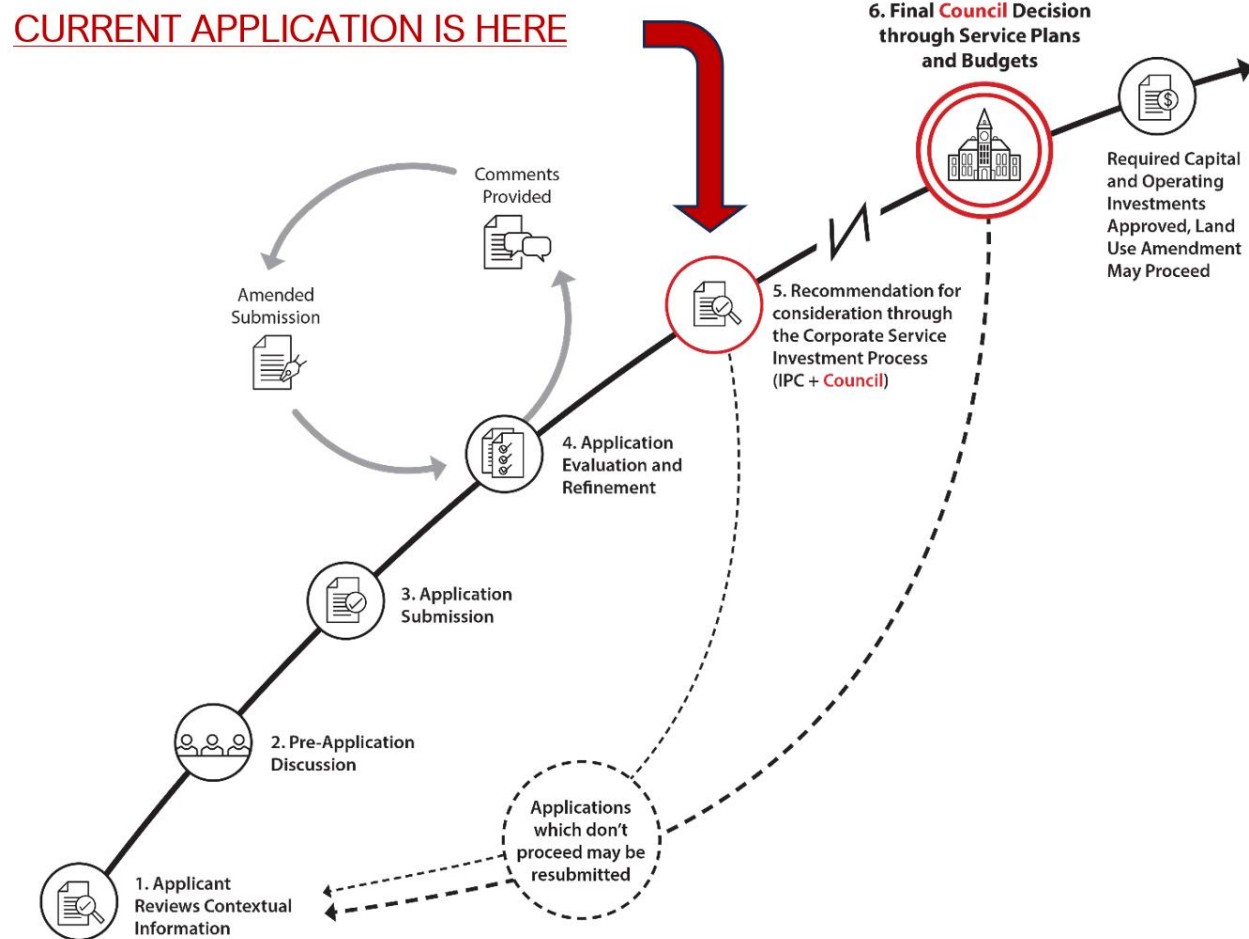 CURRENT APPLICATION IS HERE
6. Final Council Decision
through Service Plans
and Budgets
$
Required Capital
and Operating
Investments
Approved, Land
Use Amendment
May Proceed
Comments
Provided
Amended
Submission
5. Recommendation for
consideration through
the Corporate Service
Investment Process
(IPC + Council)
4. Application
Evaluation and
Refinement
3. Application
Submission
2. Pre-Application
Discussion
Applications
which don't
proceed may be
resubmitted
1. Applicant
Reviews Contextual
Information